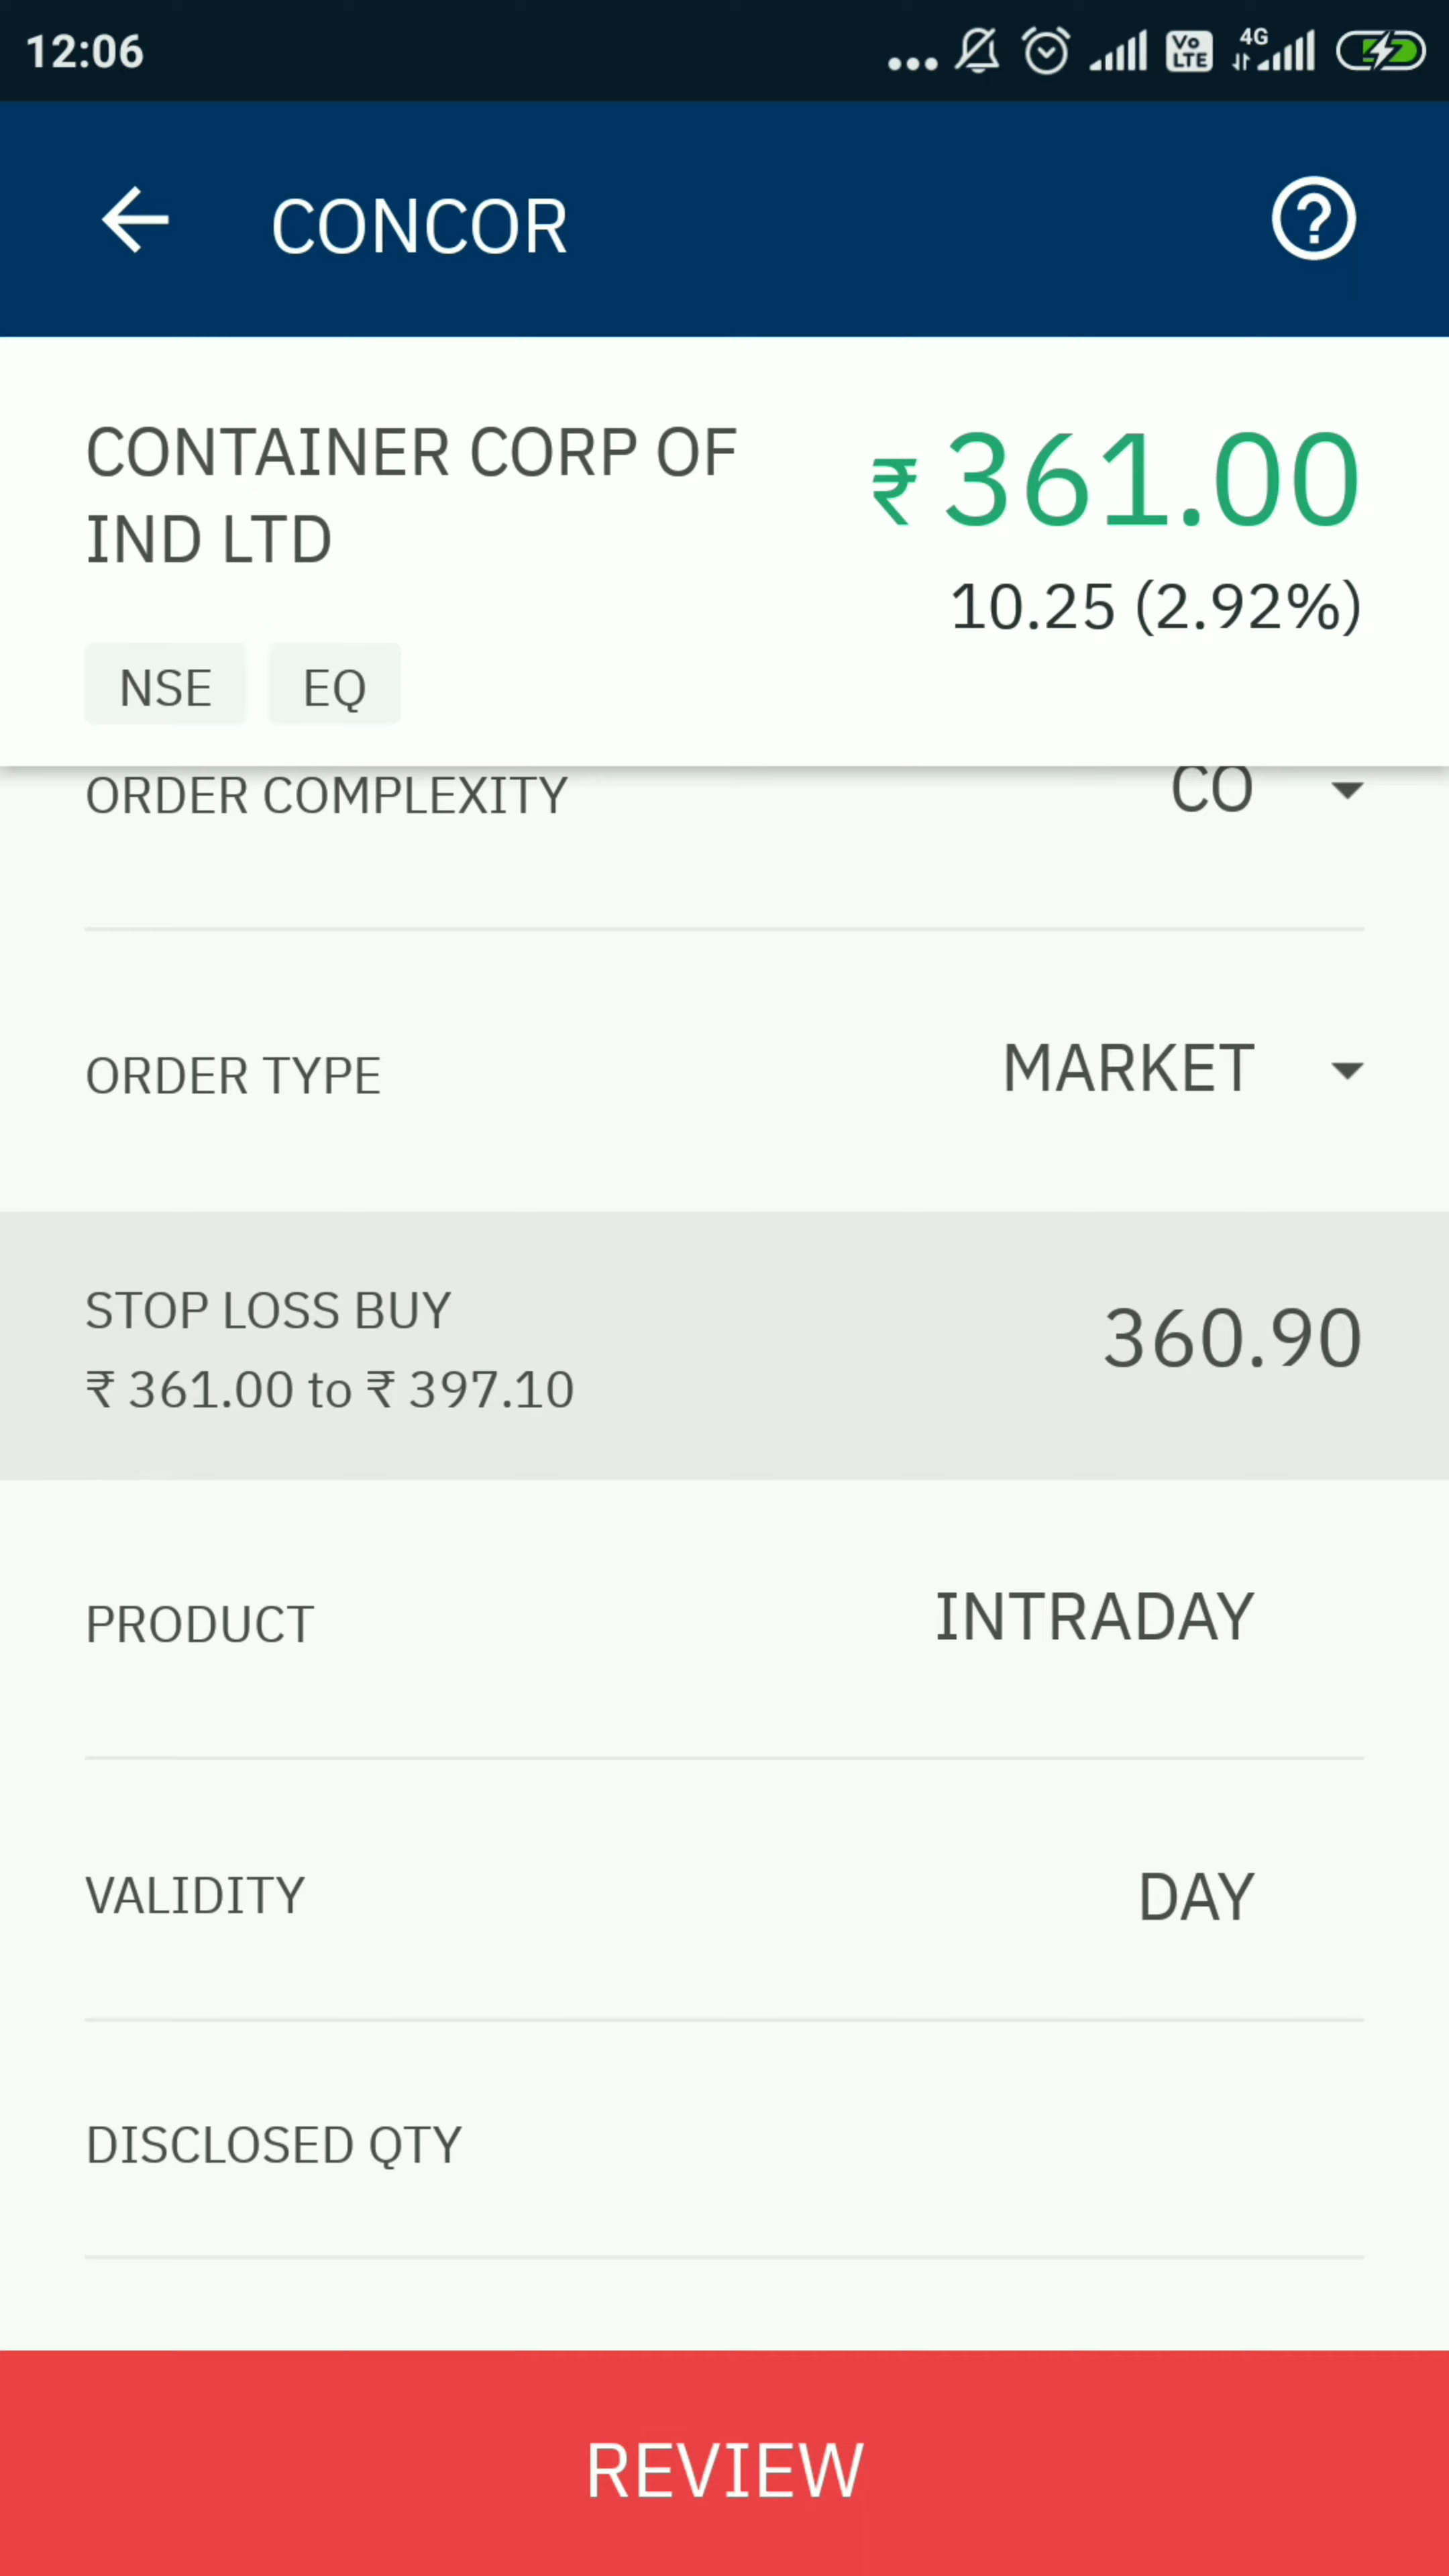 12:06
VoLTE 4G
CONCOR
CONTAINER CORP OF
IND LTD
₹ 361.00
10.25 (2.92%)
NSE EQ
ORDER COMPLEXITY CO
ORDER TYPE MARKET
STOP LOSS BUY
₹ 361.00 to ₹ 397.10
360.90
PRODUCT INTRADAY
VALIDITY DAY
DISCLOSED QTY
REVIEW